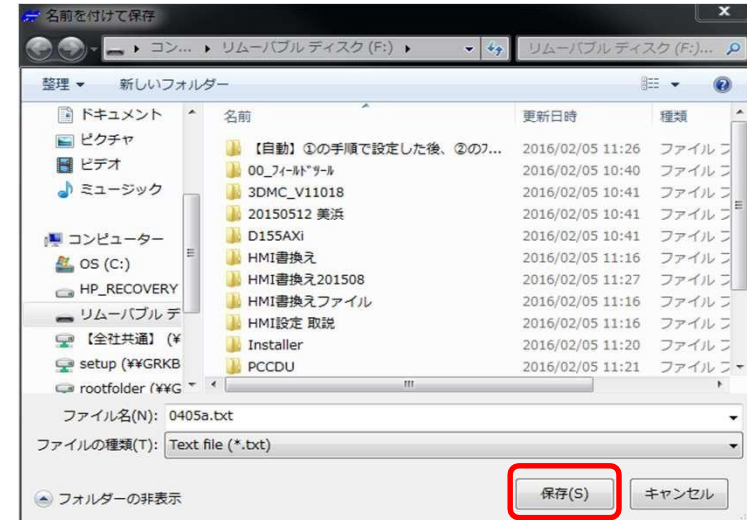 名前を付けて保存
コン... リムーバブル ディスク (F:) リムーバブル ディスク (F:)...
整理 新しいフォルダー
ドキュメント
ピクチャ
ビデオ
ミュージック
コンピューター
OS (C:)
HP_RECOVERY
リムーバブル デ
【全社共通】 (¥
setup (¥¥GRKB
rootfolder (¥¥G
名前 更新日時 種類
【自動】①の手順で設定した後、②のフ... 2016/02/05 11:26 ファイル フ
00_フィールドツール 2016/02/05 10:40 ファイル フ
3DMC_V11018 2016/02/05 10:41 ファイル フ
20150512 美浜 2016/02/05 10:41 ファイル フ
D155AXi 2016/02/05 10:41 ファイル フ
HMI書換え 2016/02/05 11:16 ファイル フ
HMI書換え201508 2016/02/05 11:27 ファイル フ
HMI書換えファイル 2016/02/05 11:16 ファイル フ
HMI設定 取説 2016/02/05 11:16 ファイル フ
Installer 2016/02/05 11:20 ファイル フ
PCCDU 2016/02/05 11:21 ファイル フ
ファイル名(N): 0405a.txt
ファイルの種類(T): Text file (*.txt)
フォルダーの非表示 保存(S) キャンセル